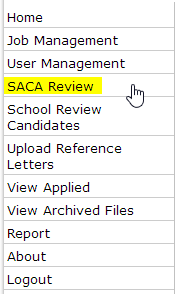 Home
Job Management
User Management
SACA Review
School Review
Candidates
Upload Reference
Letters
View Applied
View Archived Files
Report
About
Logout